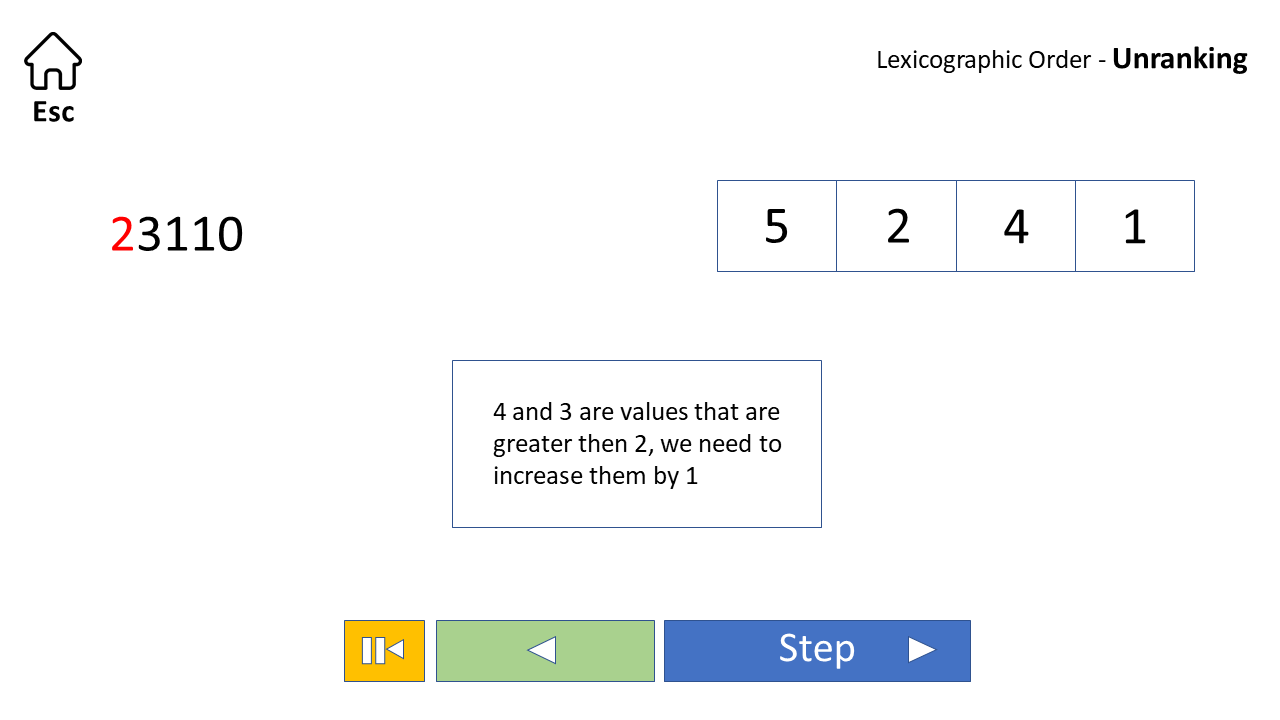 Lexicographic Order - Unranking
Esc
23110
5 2 4 1
4 and 3 are values that are
greater then 2, we need to
increase them by 1
Step